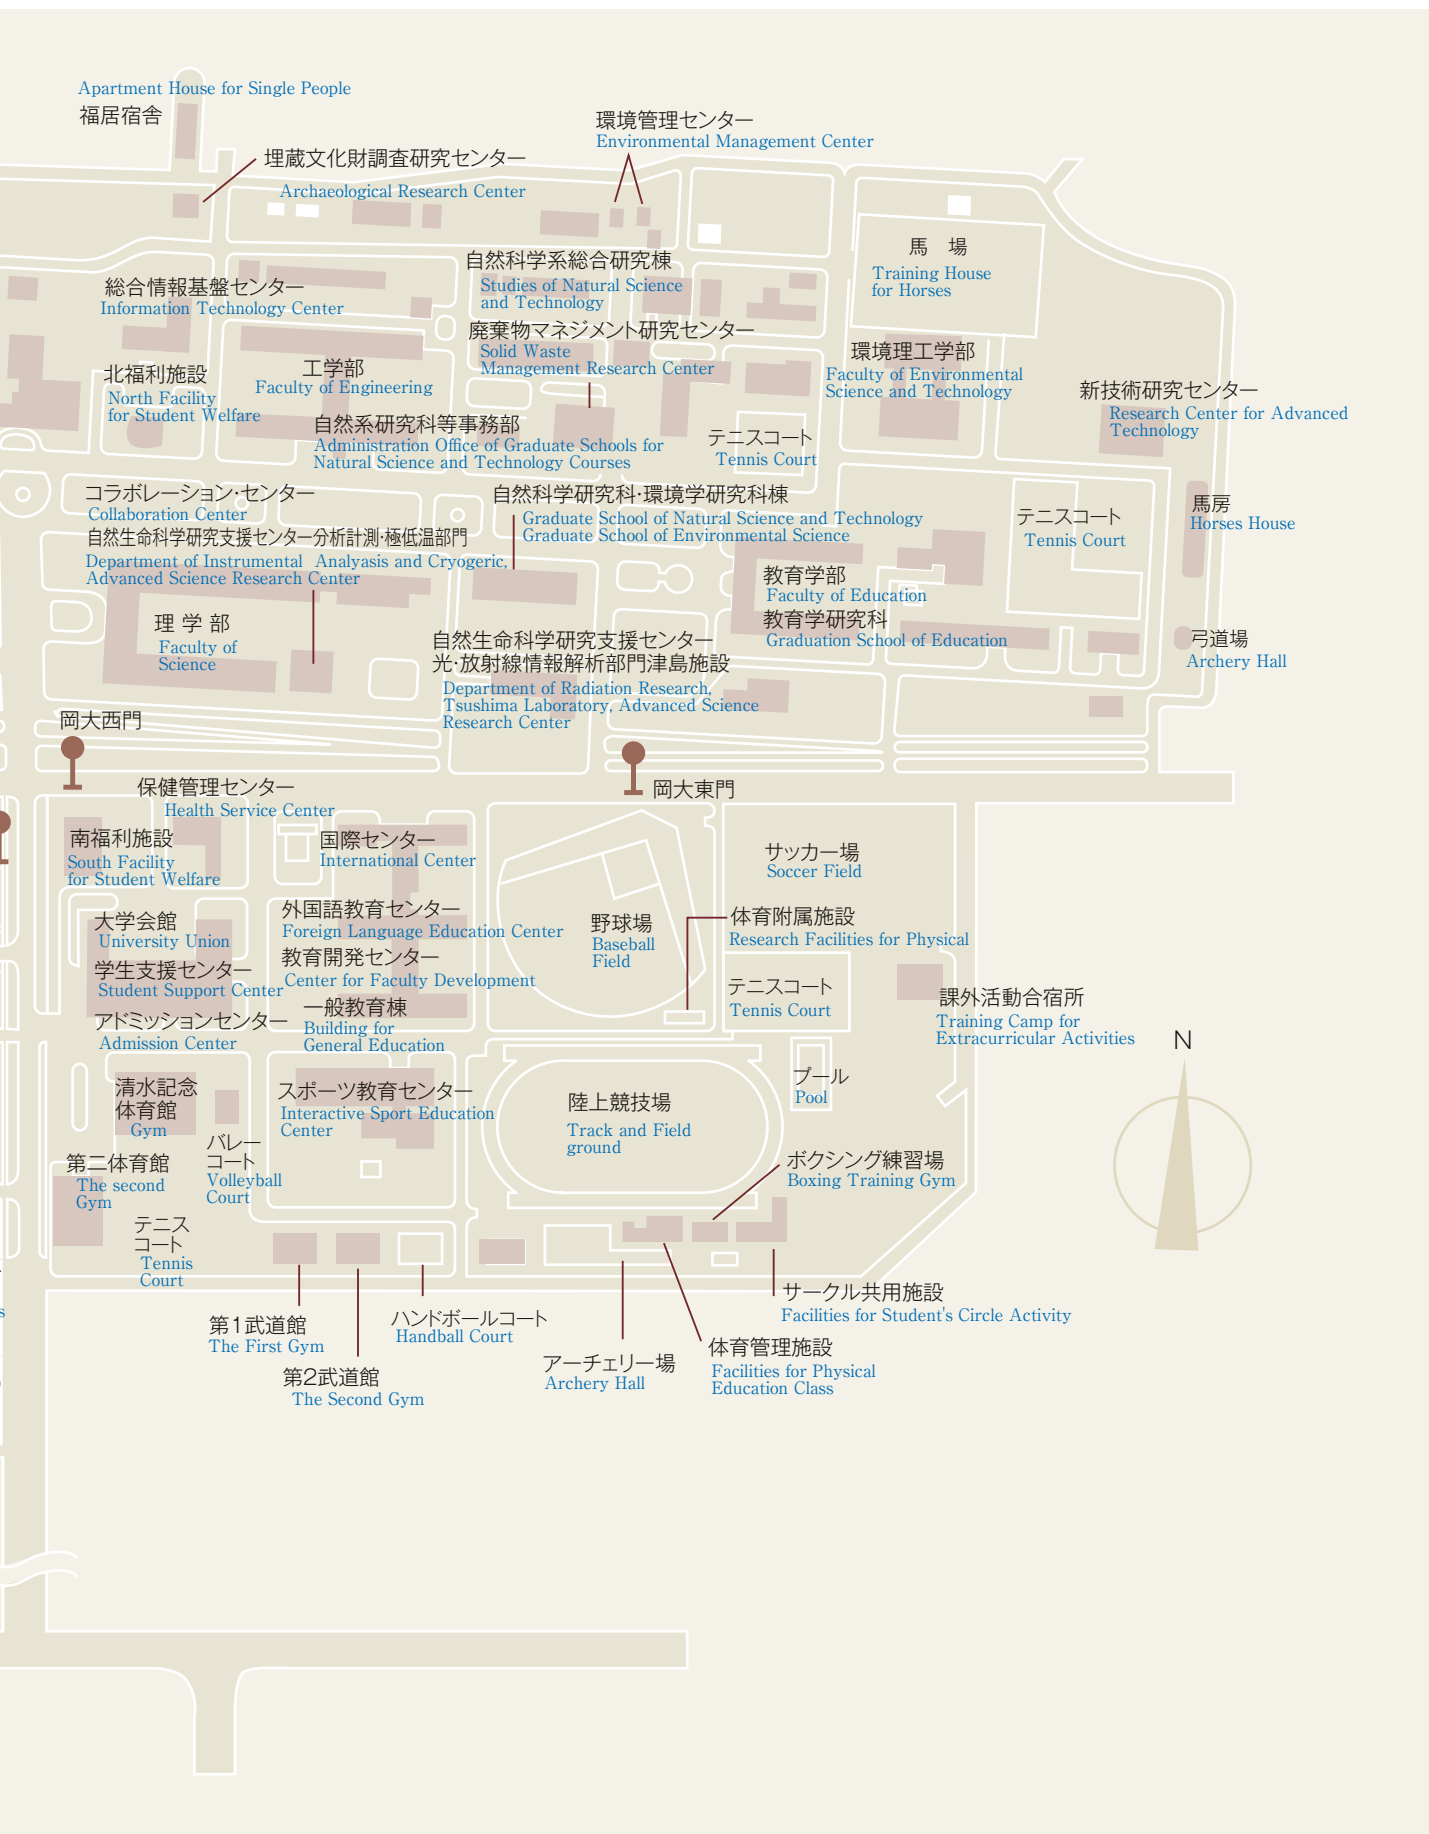 Apartment House for Single People
福居宿舎
環境管理センター
Environmental Management Center
埋蔵文化財調査研究センター
Archaeological Research Center
馬　場
Training House
for Horses
自然科学系総合研究棟
Studies of Natural Science
and Technology
総合情報基盤センター
Information Technology Center
廃棄物マネジメント研究センター
Solid Waste
Management Research Center
環境理工学部
Faculty of Environmental
Science and Technology
北福利施設
North Facility
for Student Welfare
工学部
Faculty of Engineering
新技術研究センター
Research Center for Advanced
Technology
自然系研究科等事務部
Administration Office of Graduate Schools for
Natural Science and Technology Courses
テニスコート
Tennis Court
コラボレーション・センター
Collaboration Center
自然科学研究科・環境学研究科棟
Graduate School of Natural Science and Technology
Graduate School of Environmental Science
テニスコート
Tennis Court
馬房
Horses House
自然生命科学研究支援センター分析計測・極低温部門
Department of Instrumental Analyasis and Cryogeric,
Advanced Science Research Center
教育学部
Faculty of Education
教育学研究科
Graduation School of Education
理 学 部
Faculty of
Science
自然生命科学研究支援センター
光・放射線情報解析部門津島施設
Department of Radiation Research,
Tsushima Laboratory, Advanced Science
Research Center
弓道場
Archery Hall
岡大西門
岡大東門
保健管理センター
Health Service Center
南福利施設
South Facility
for Student Welfare
国際センター
International Center
サッカー場
Soccer Field
大学会館
University Union
外国語教育センター
Foreign Language Education Center
野球場
Baseball
Field
体育附属施設
Research Facilities for Physical
学生支援センター
Student Support Center
教育開発センター
Center for Faculty Development
テニスコート
Tennis Court
課外活動合宿所
Training Camp for
Extracurricular Activities
アドミッションセンター
Admission Center
一般教育棟
Building for
General Education
N
清水記念
体育館
Gym
スポーツ教育センター
Interactive Sport Education
Center
陸上競技場
Track and Field
ground
プール
Pool
第二体育館
The second
Gym
バレー
コート
Volleyball
Court
ボクシング練習場
Boxing Training Gym
テニス
コート
Tennis
Court
サークル共用施設
Facilities for Student's Circle Activity
第1武道館
The First Gym
ハンドボールコート
Handball Court
体育管理施設
Facilities for Physical
Education Class
第2武道館
The Second Gym
アーチェリー場
Archery Hall